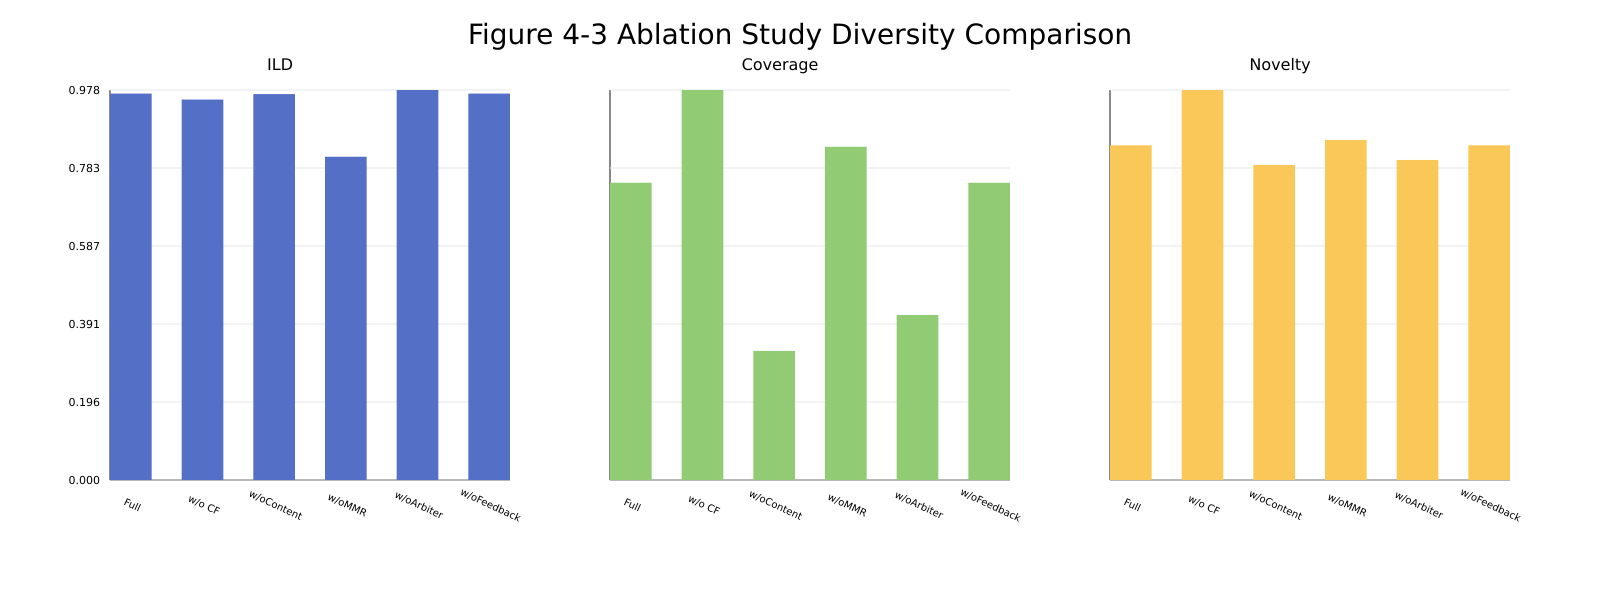 Figure 4-3 Ablation Study Diversity Comparison
ILD
Coverage
Novelty
0.978
0.783
0.587
0.391
0.196
0.000
Full
w/o CF
w/oContent
w/oMMR
w/oArbiter
w/oFeedback
Full
w/o CF
w/oContent
w/oMMR
w/oArbiter
w/oFeedback
Full
w/o CF
w/oContent
w/oMMR
w/oArbiter
w/oFeedback